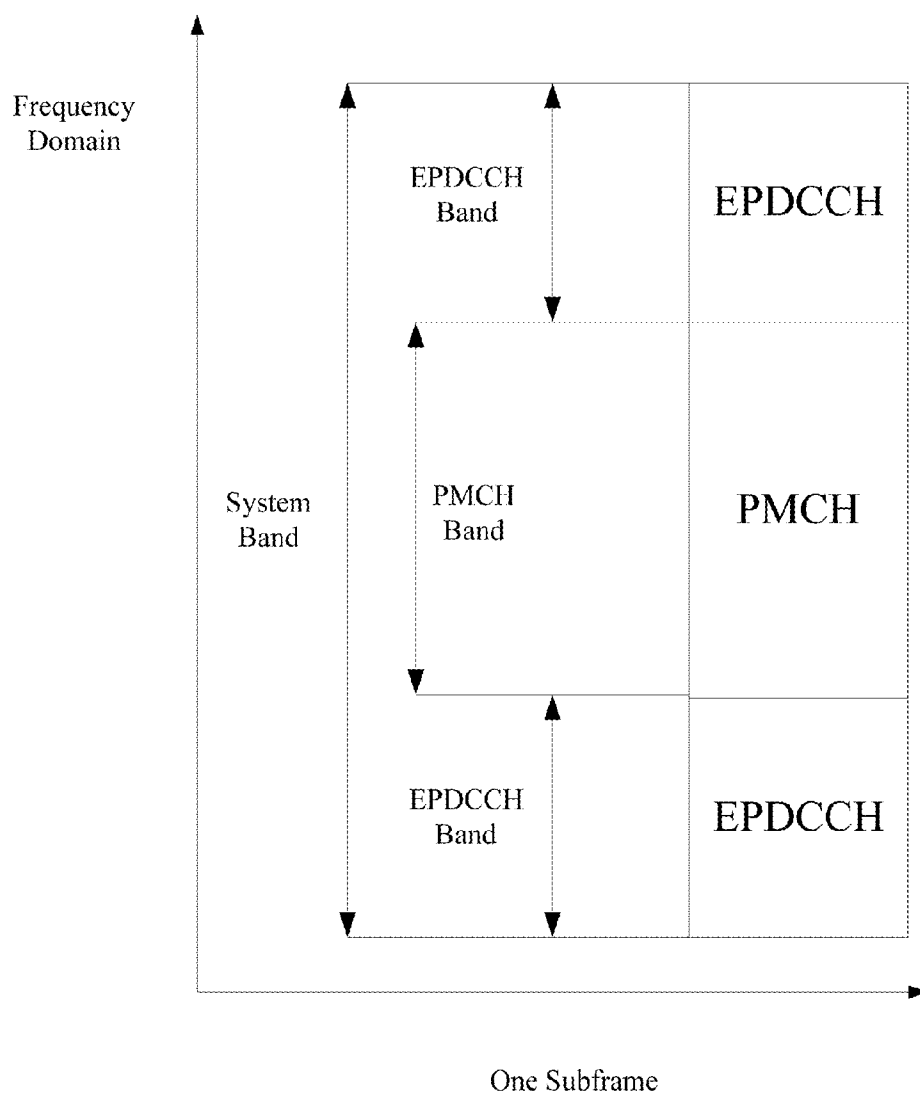 Frequency
Domain
EPDCCH
Band
EPDCCH
System
Band
PMCH
Band
PMCH
EPDCCH
Band
EPDCCH
One Subframe